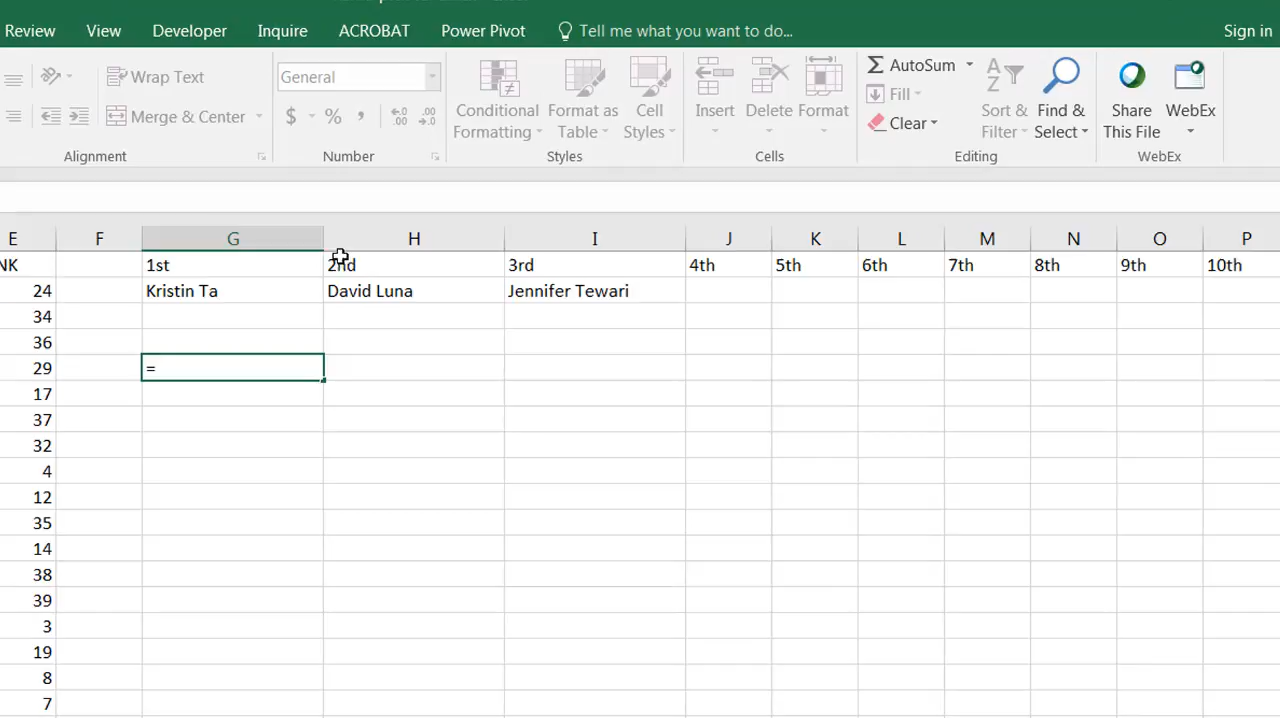 Review View Developer Inquire ACROBAT Power Pivot Tell me what you want to do... Sign in
Wrap Text General AutoSum
Conditional Format as Cell Insert Delete Format Fill Sort & Find & Share WebEx
Merge & Center $ % , .00 Formatting Table Styles Clear Filter Select This File
Alignment Number Styles Cells Editing WebEx
E F G H I J K L M N O P
NK 1st 2nd 3rd 4th 5th 6th 7th 8th 9th 10th
24 Kristin Ta David Luna Jennifer Tewari
34
36
29 =
17
37
32
4
12
35
14
38
39
3
19
8
7